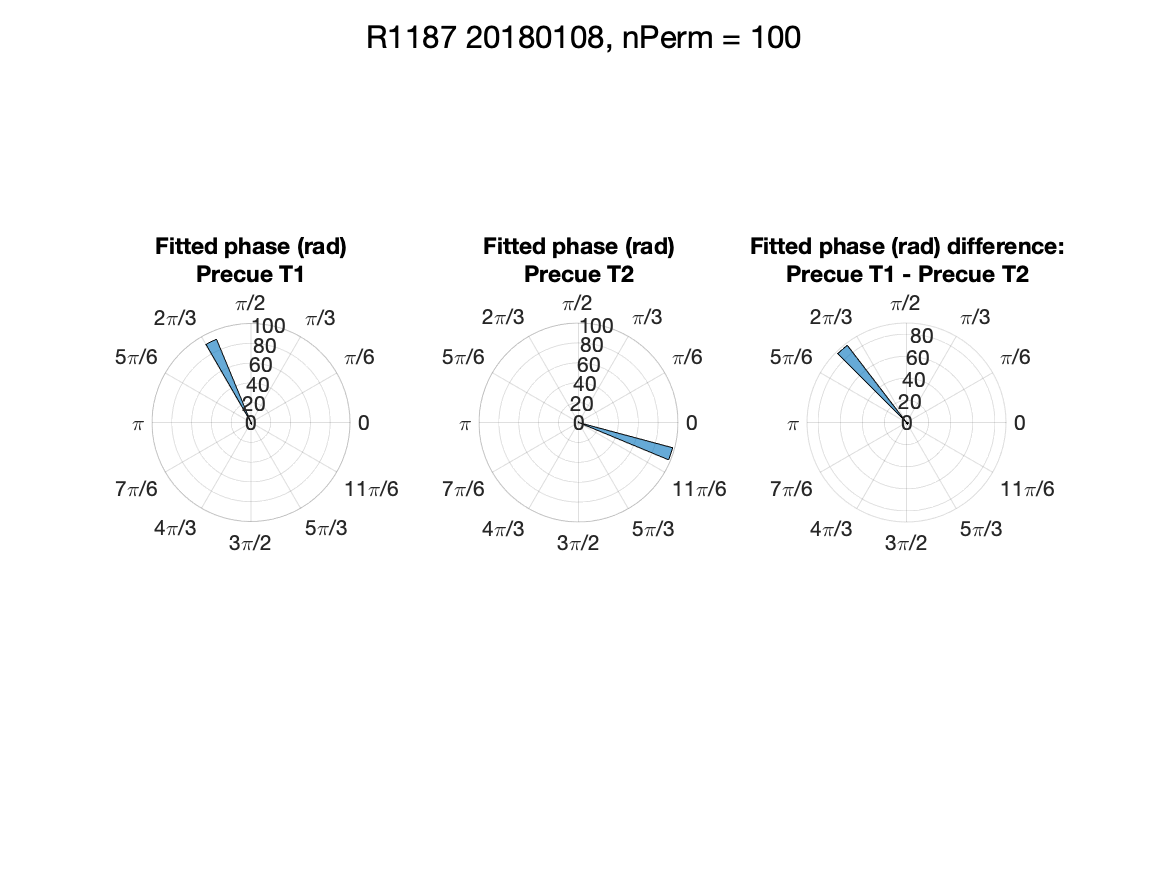 R1187 20180108, nPerm = 100
Fitted phase (rad)
Precue T1
π/2
2π/3
π/3
5π/6
π/6
π
0
7π/6
11π/6
4π/3
5π/3
3π/2
100
80
60
40
20
0
Fitted phase (rad)
Precue T2
π/2
2π/3
π/3
5π/6
π/6
π
0
7π/6
11π/6
4π/3
5π/3
3π/2
100
80
60
40
20
0
Fitted phase (rad) difference:
Precue T1 - Precue T2
π/2
2π/3
π/3
5π/6
π/6
π
0
7π/6
11π/6
4π/3
5π/3
3π/2
80
60
40
20
0